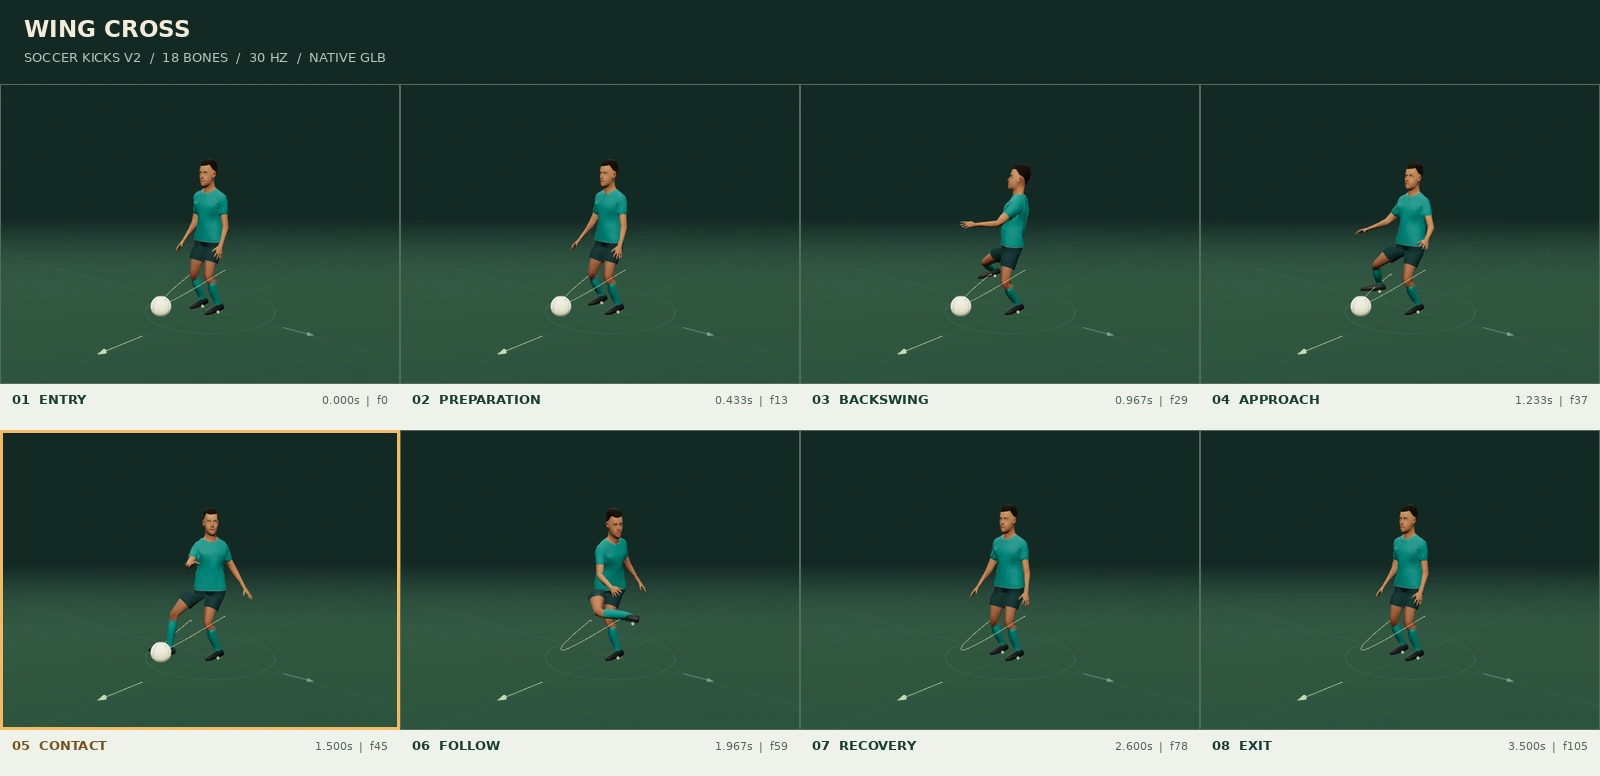 WING CROSS
SOCCER KICKS V2 / 18 BONES / 30 HZ / NATIVE GLB
01 ENTRY 0.000s | f0
02 PREPARATION 0.433s | f13
03 BACKSWING 0.967s | f29
04 APPROACH 1.233s | f37
05 CONTACT 1.500s | f45
06 FOLLOW 1.967s | f59
07 RECOVERY 2.600s | f78
08 EXIT 3.500s | f105